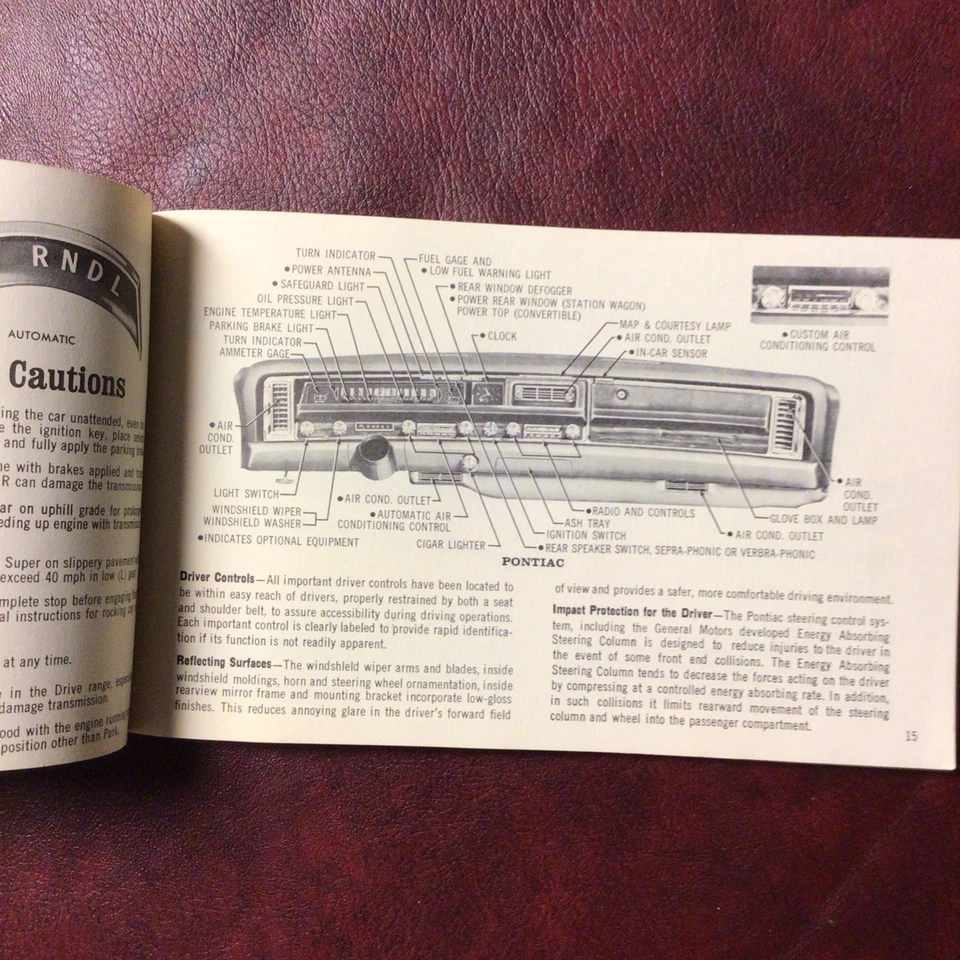 RNDL
AUTOMATIC
Cautions
ing the car unattended, even
e the ignition key, place
and fully apply the parking
ne with brakes applied and
R can damage the transmission
ar on uphill grade for
eding up engine with
Super on slippery pavement
exceed 40 mph in low (L)
mplete stop before
al instructions for rocking
at any time.
e in the Drive range,
damage transmission.
ood with the engine running
position other than Park.
TURN INDICATOR
● POWER ANTENNA
● SAFEGUARD LIGHT
OIL PRESSURE LIGHT
ENGINE TEMPERATURE LIGHT
PARKING BRAKE LIGHT
TURN INDICATOR
AMMETER GAGE
FUEL GAGE AND
● LOW FUEL WARNING LIGHT
● REAR WINDOW DEFOGGER
● POWER REAR WINDOW (STATION WAGON)
POWER TOP (CONVERTIBLE)
● CLOCK
MAP & COURTESY LAMP
● AIR COND. OUTLET
● IN-CAR SENSOR
● CUSTOM AIR
CONDITIONING CONTROL
● AIR
COND.
OUTLET
● AIR
COND.
OUTLET
LIGHT SWITCH
WINDSHIELD WIPER
WINDSHIELD WASHER
● INDICATES OPTIONAL EQUIPMENT
● AIR COND. OUTLET
● AUTOMATIC AIR
CONDITIONING CONTROL
CIGAR LIGHTER
● RADIO AND CONTROLS
ASH TRAY
IGNITION SWITCH
● REAR SPEAKER SWITCH, SEPRA-PHONIC OR VERBRA-PHONIC
GLOVE BOX AND LAMP
● AIR COND. OUTLET
PONTIAC
Driver Controls—All important driver controls have been located to
be within easy reach of drivers, properly restrained by both a seat
and shoulder belt, to assure accessibility during driving operations.
Each important control is clearly labeled to provide rapid identifica-
tion if its function is not readily apparent.
Reflecting Surfaces—The windshield wiper arms and blades, inside
windshield moldings, horn and steering wheel ornamentation, inside
rearview mirror frame and mounting bracket incorporate low-gloss
finishes. This reduces annoying glare in the driver's forward field
of view and provides a safer, more comfortable driving environment.
Impact Protection for the Driver—The Pontiac steering control sys-
tem, including the General Motors developed Energy Absorbing
Steering Column is designed to reduce injuries to the driver in
the event of some front end collisions. The Energy Absorbing
Steering Column tends to decrease the forces acting on the driver
by compressing at a controlled energy absorbing rate. In addition,
in such collisions it limits rearward movement of the steering
column and wheel into the passenger compartment.
15